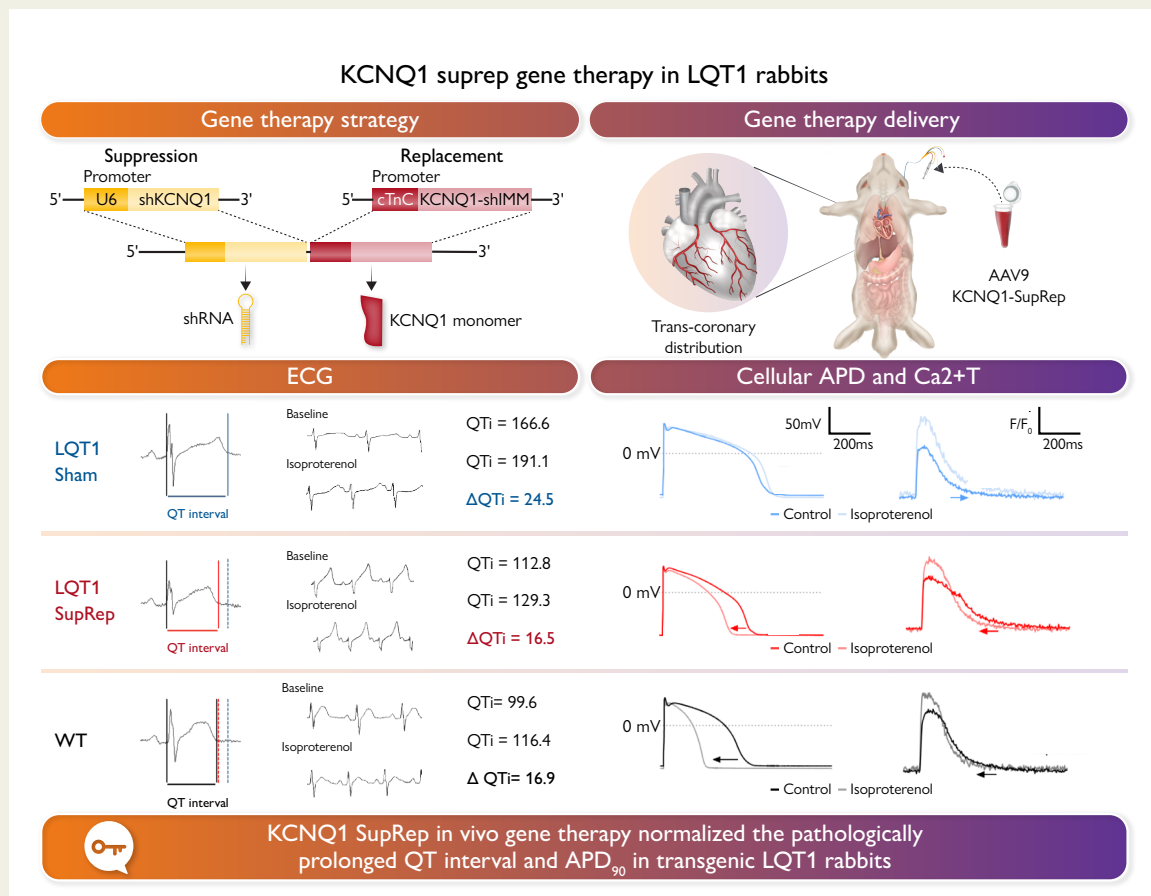 KCNQ1 suprep gene therapy in LQT1 rabbits
Gene therapy strategy
Suppression
Promoter
5' U6 shKCNQ1 3'
Replacement
Promoter
5' cTnC KCNQ1-shIMM 3'
5' 3'
shRNA
KCNQ1 monomer
Gene therapy delivery
Trans-coronary
distribution
AAV9
KCNQ1-SupRep
ECG
LQT1
Sham
QT interval
Baseline
Isoproterenol
QTi = 166.6
QTi = 191.1
ΔQTi = 24.5
LQT1
SupRep
QT interval
Baseline
Isoproterenol
QTi = 112.8
QTi = 129.3
ΔQTi = 16.5
WT
QT interval
Baseline
Isoproterenol
QTi= 99.6
QTi = 116.4
Δ QTi= 16.9
Cellular APD and Ca2+T
0 mV
50mV
200ms
F/F0
200ms
Control Isoproterenol
0 mV
Control Isoproterenol
0 mV
Control Isoproterenol
KCNQ1 SupRep in vivo gene therapy normalized the pathologically
prolonged QT interval and APD90 in transgenic LQT1 rabbits